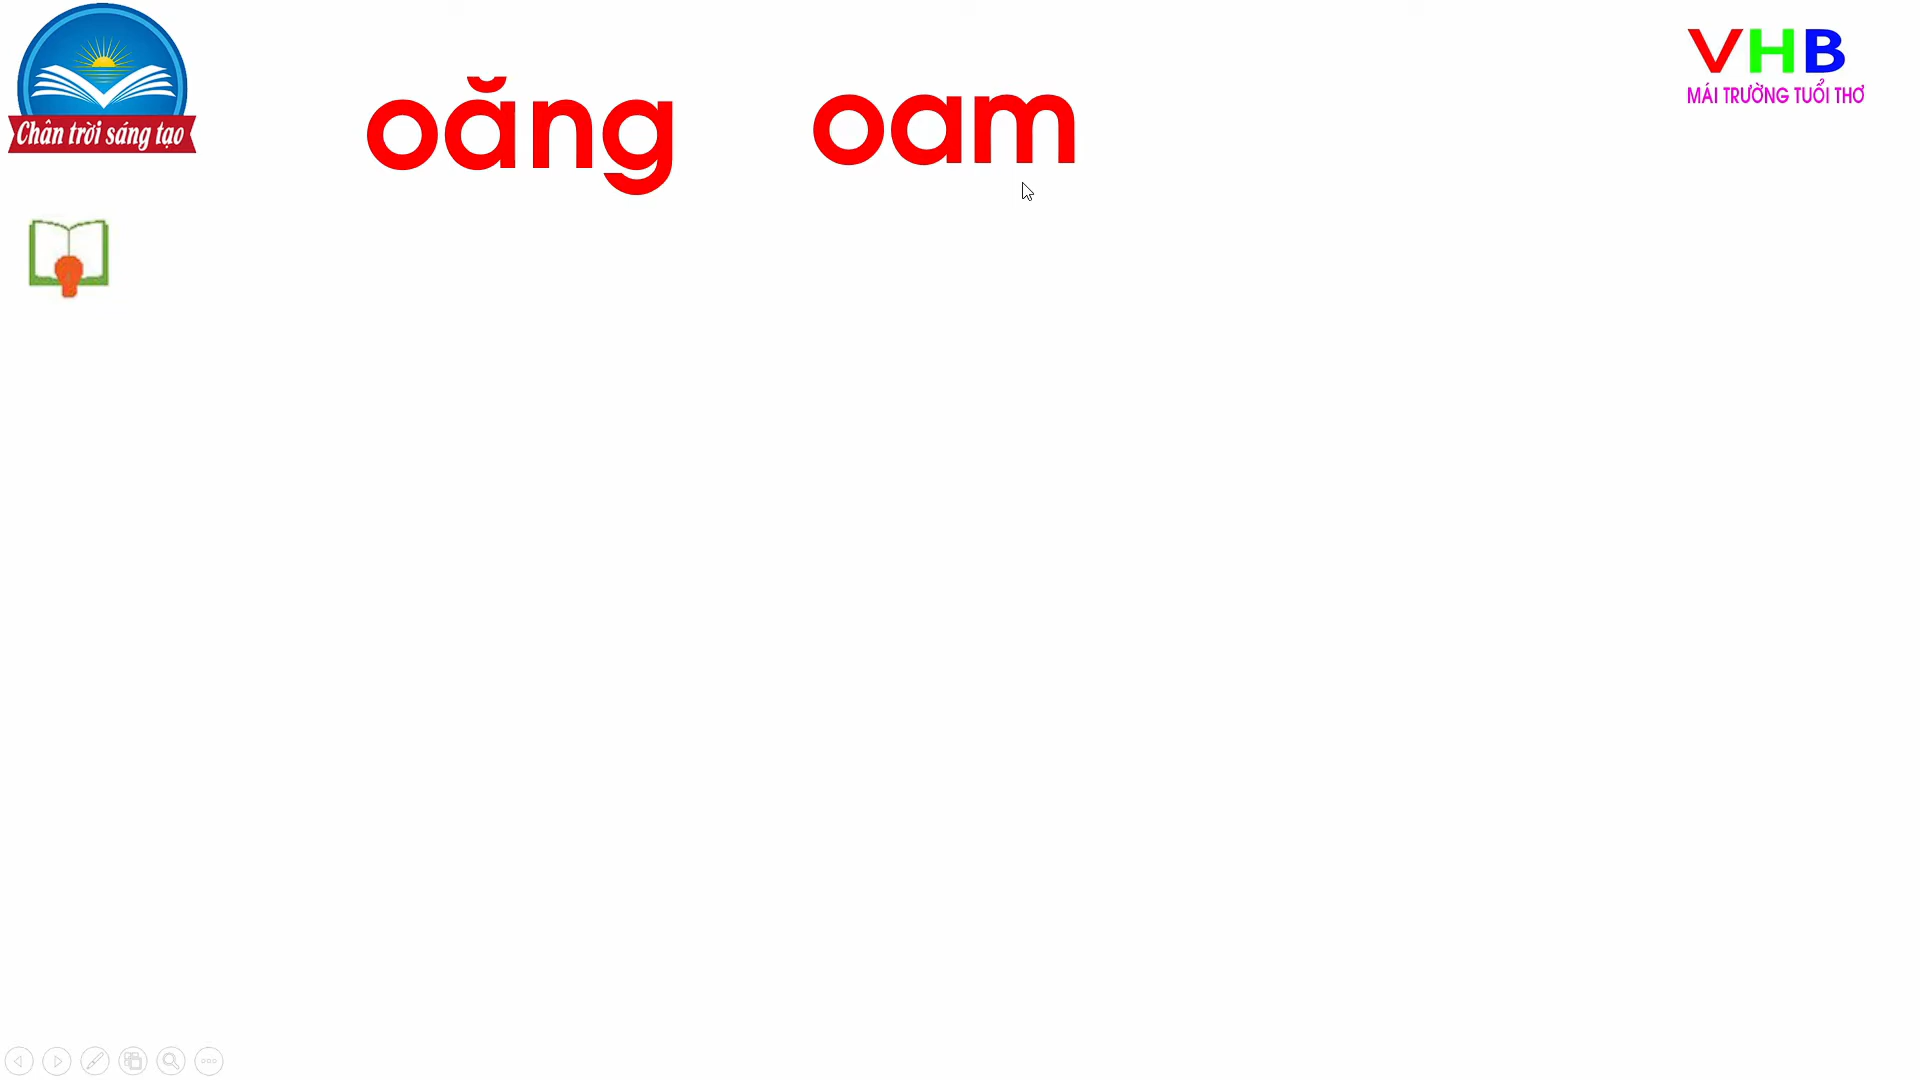 Chân trời sáng tạo
oăng oam
VHB
MÁI TRƯỜNG TUỔI THƠ